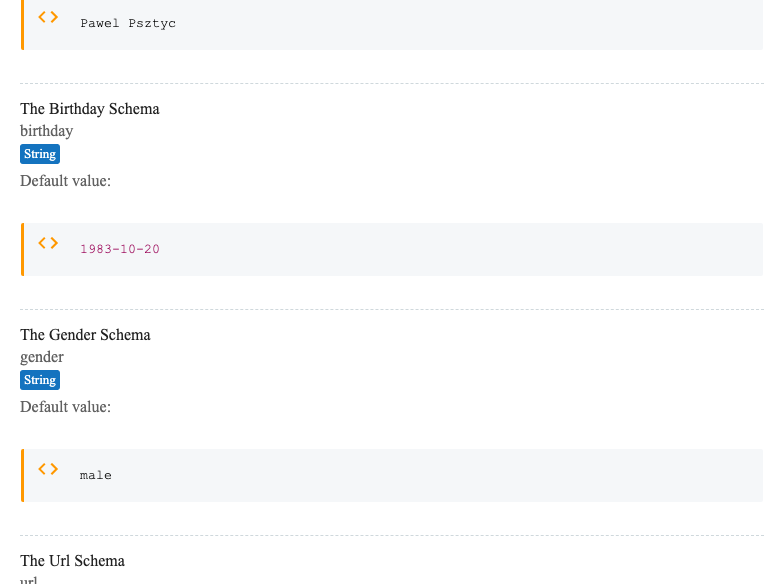 Pawel Psztyc
The Birthday Schema
birthday
String
Default value:
1983-10-20
The Gender Schema
gender
String
Default value:
male
The Url Schema
url